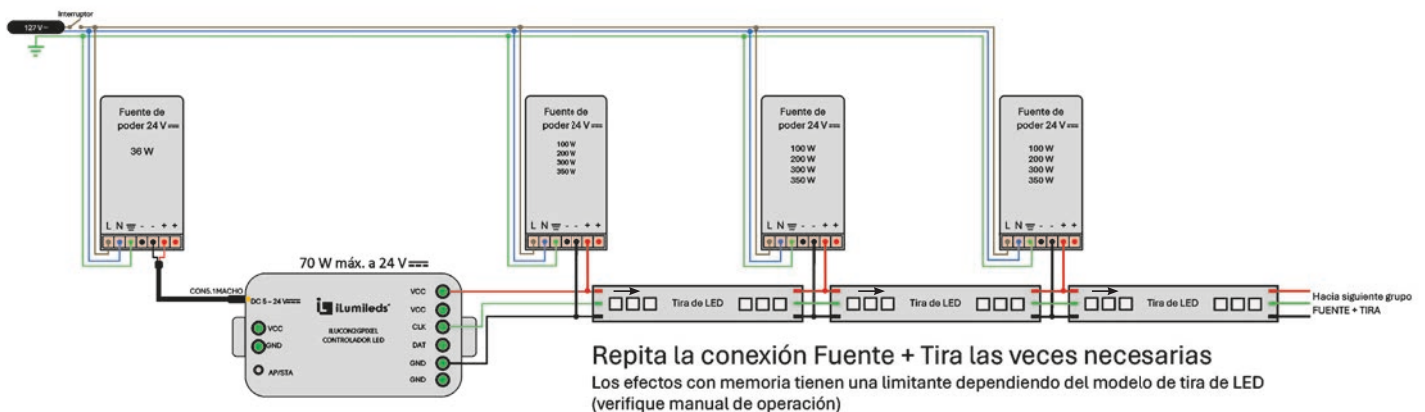 Interruptor
127 V~
Fuente de
poder 24 V
36 W
L N - - + +
Fuente de
poder 24 V
100 W
200 W
300 W
350 W
L N - - + +
Fuente de
poder 24 V
100 W
200 W
300 W
350 W
L N - - + +
Fuente de
poder 24 V
100 W
200 W
300 W
350 W
L N - - + +
70 W máx. a 24 V
CON5.1MACHO
DC 5 – 24V
iLumileds®
ILUCON2GPIXEL
CONTROLADOR LED
VCC
GND
AP/STA
VCC
VCC
CLK
DAT
GND
GND
Tira de LED
Tira de LED
Tira de LED
Hacia siguiente grupo
FUENTE + TIRA
Repita la conexión Fuente + Tira las veces necesarias
Los efectos con memoria tienen una limitante dependiendo del modelo de tira de LED
(verifique manual de operación)